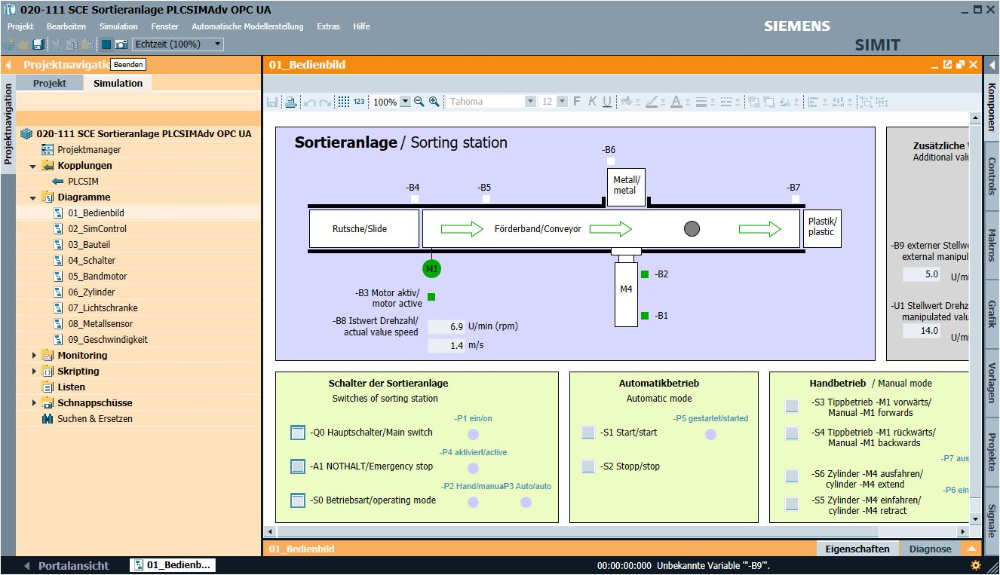 SIMIT
020-111 SCE Sortieranlage PLCSIMAdv OPC UA
Projekt Bearbeiten Simulation Fenster Automatische Modellerstellung Extras Hilfe
SIEMENS
SIMIT
Echtzeit (100%)
Projektnavigatio
Beenden
01_Bedienbild
Projekt Simulation
Projektnavigation
100%
123
Tahoma
12
F K U A
020-111 SCE Sortieranlage PLCSIMAdv OPC UA
Projektmanager
Kopplungen
PLCSIM
Diagramme
01_Bedienbild
02_SimControl
03_Bauteil
04_Schalter
05_Bandmotor
06_Zylinder
07_Lichtschranke
08_Metallsensor
09_Geschwindigkeit
Monitoring
Skripting
Listen
Schnappschüsse
Suchen & Ersetzen
Sortieranlage / Sorting station
-B6
Metall/
metal
-B4
-B5
-B7
Rutsche/Slide
Förderband/Conveyor
Plastik/
plastic
M1
M4
-B2
-B1
-B3 Motor aktiv/
motor active
-B8 Istwert Drehzahl/
actual value speed
6.9 U/min (rpm)
1.4 m/s
Zusätzliche
Additional valu
-B9 externer Stellwe
external manipul
5.0 U/mi
-U1 Stellwert Drehz
manipulated valu
14.0 U/mi
Schalter der Sortieranlage
Switches of sorting station
-P1 ein/on
-Q0 Hauptschalter/Main switch
-P4 aktiviert/active
-A1 NOTHALT/Emergency stop
-P2 Hand/manual
-P3 Auto/auto
-S0 Betriebsart/operating mode
Automatikbetrieb
Automatic mode
-P5 gestartet/started
-S1 Start/start
-S2 Stopp/stop
Handbetrieb / Manual mode
-S3 Tippbetrieb -M1 vorwärts/
Manual -M1 forwards
-S4 Tippbetrieb -M1 rückwärts/
Manual -M1 backwards
-P7 aus
-S6 Zylinder -M4 ausfahren/
cylinder -M4 extend
-P6 ein
-S5 Zylinder -M4 einfahren/
cylinder -M4 retract
Komponen
Controls
Makros
Grafik
Vorlagen
Projekte
Signale
01_Bedienbild
Eigenschaften Diagnose
Portalansicht
01_Bedienb...
00:00:00:000 Unbekannte Variable '"-B9"'.